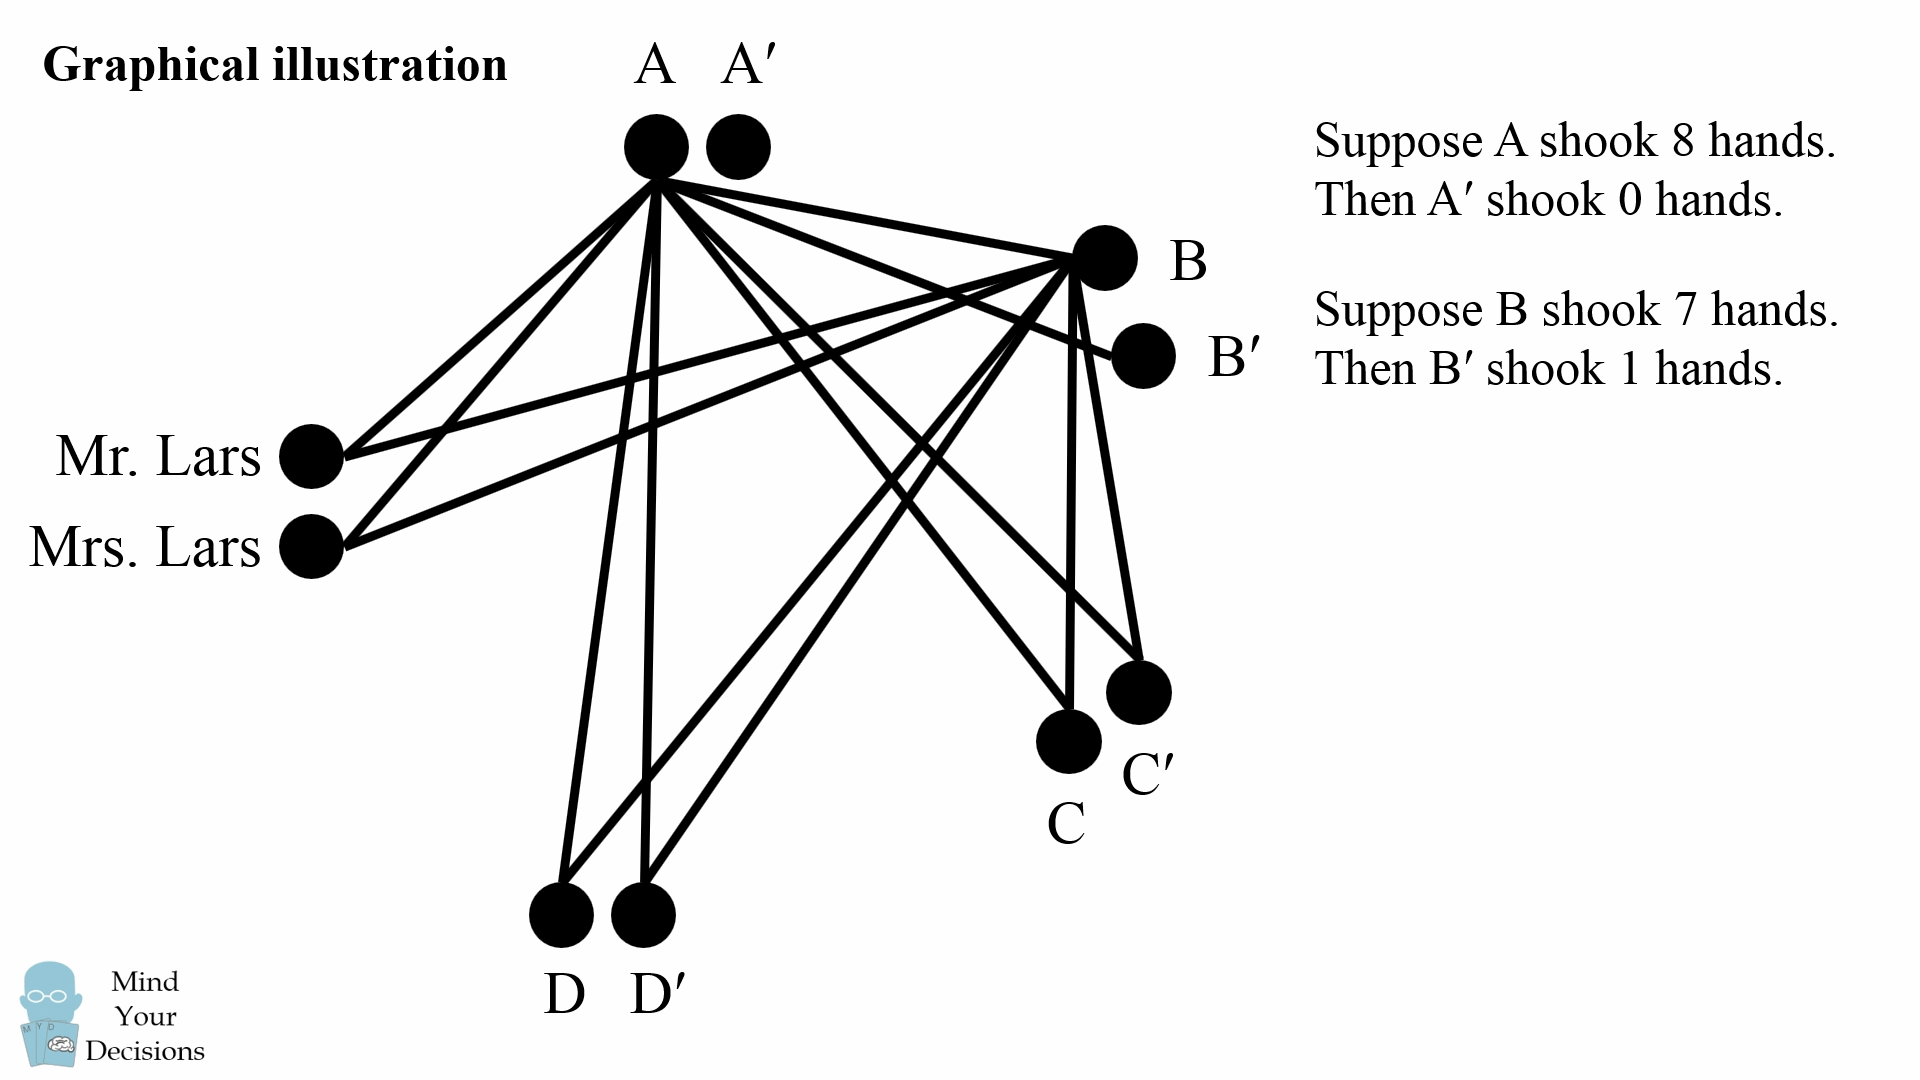 Graphical illustration
A A′
Suppose A shook 8 hands.
Then A′ shook 0 hands.
B
Suppose B shook 7 hands.
B′
Then B′ shook 1 hands.
Mr. Lars
Mrs. Lars
C′
C
D D′
Mind
Your
Decisions
M Y D